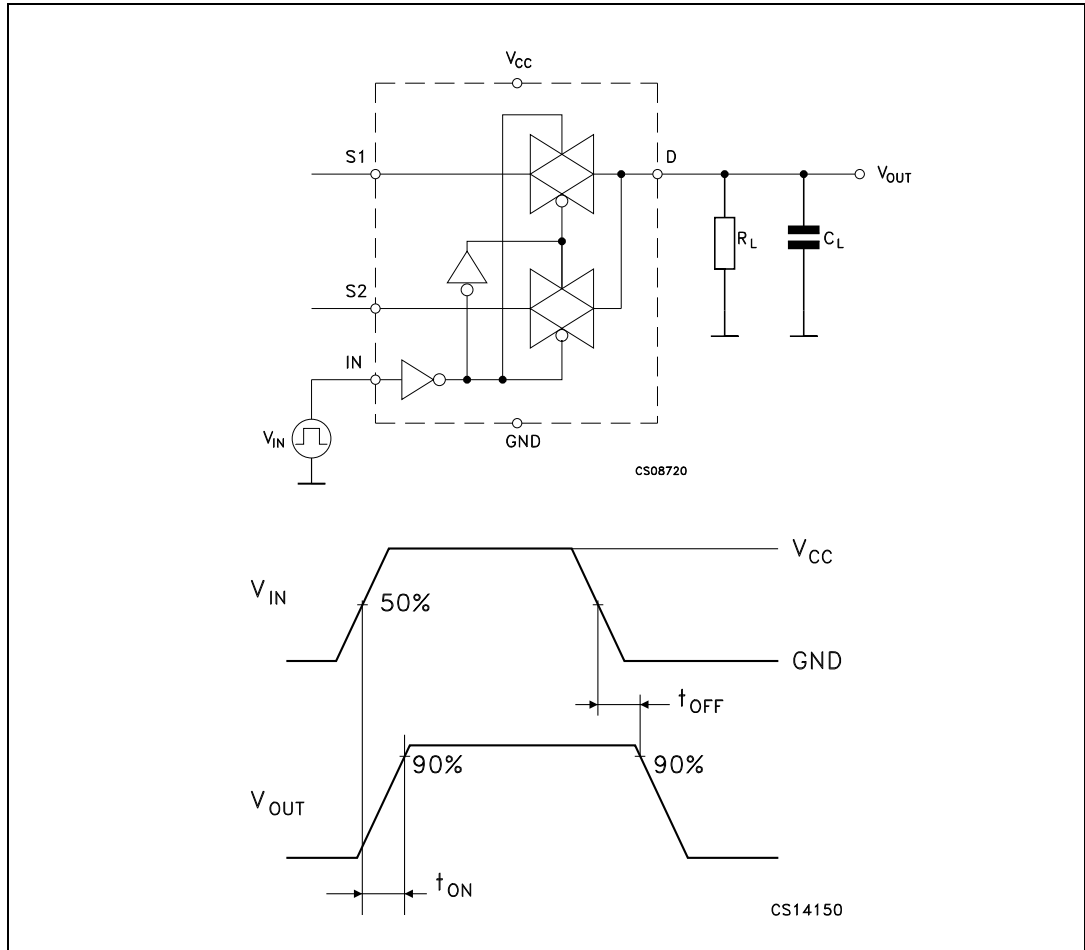 VCC
S1
D
VOUT
RL
CL
S2
IN
VIN
GND
CS08720
VCC
VIN
50%
GND
tOFF
90%
90%
VOUT
tON
CS14150